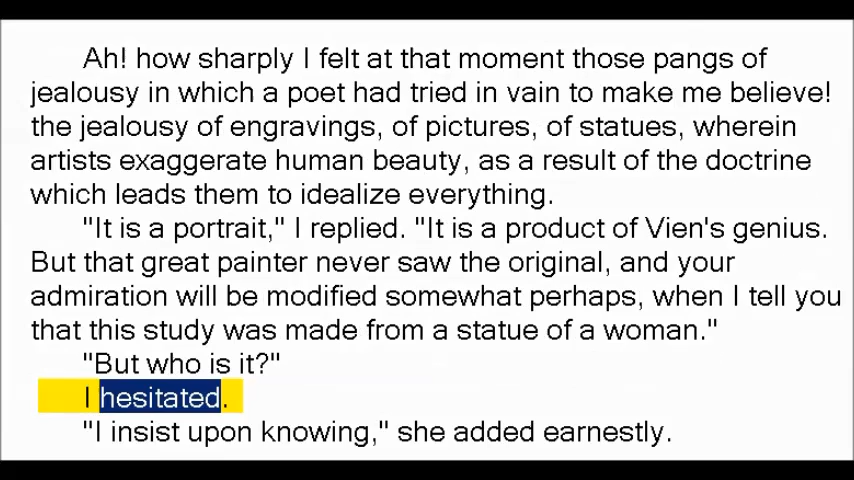 Ah! how sharply I felt at that moment those pangs of
jealousy in which a poet had tried in vain to make me believe!
the jealousy of engravings, of pictures, of statues, wherein
artists exaggerate human beauty, as a result of the doctrine
which leads them to idealize everything.
"It is a portrait," I replied. "It is a product of Vien's genius.
But that great painter never saw the original, and your
admiration will be modified somewhat perhaps, when I tell you
that this study was made from a statue of a woman."
"But who is it?"
I hesitated.
"I insist upon knowing," she added earnestly.